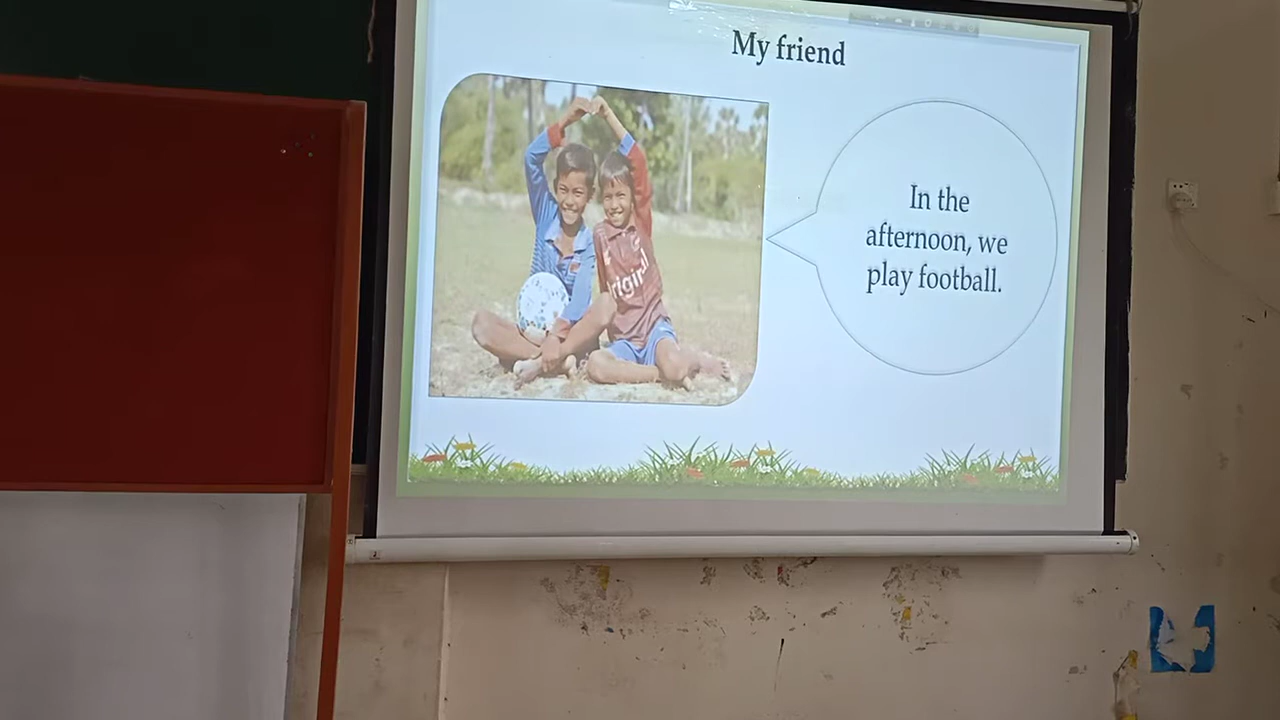 My friend
In the
afternoon, we
play football.